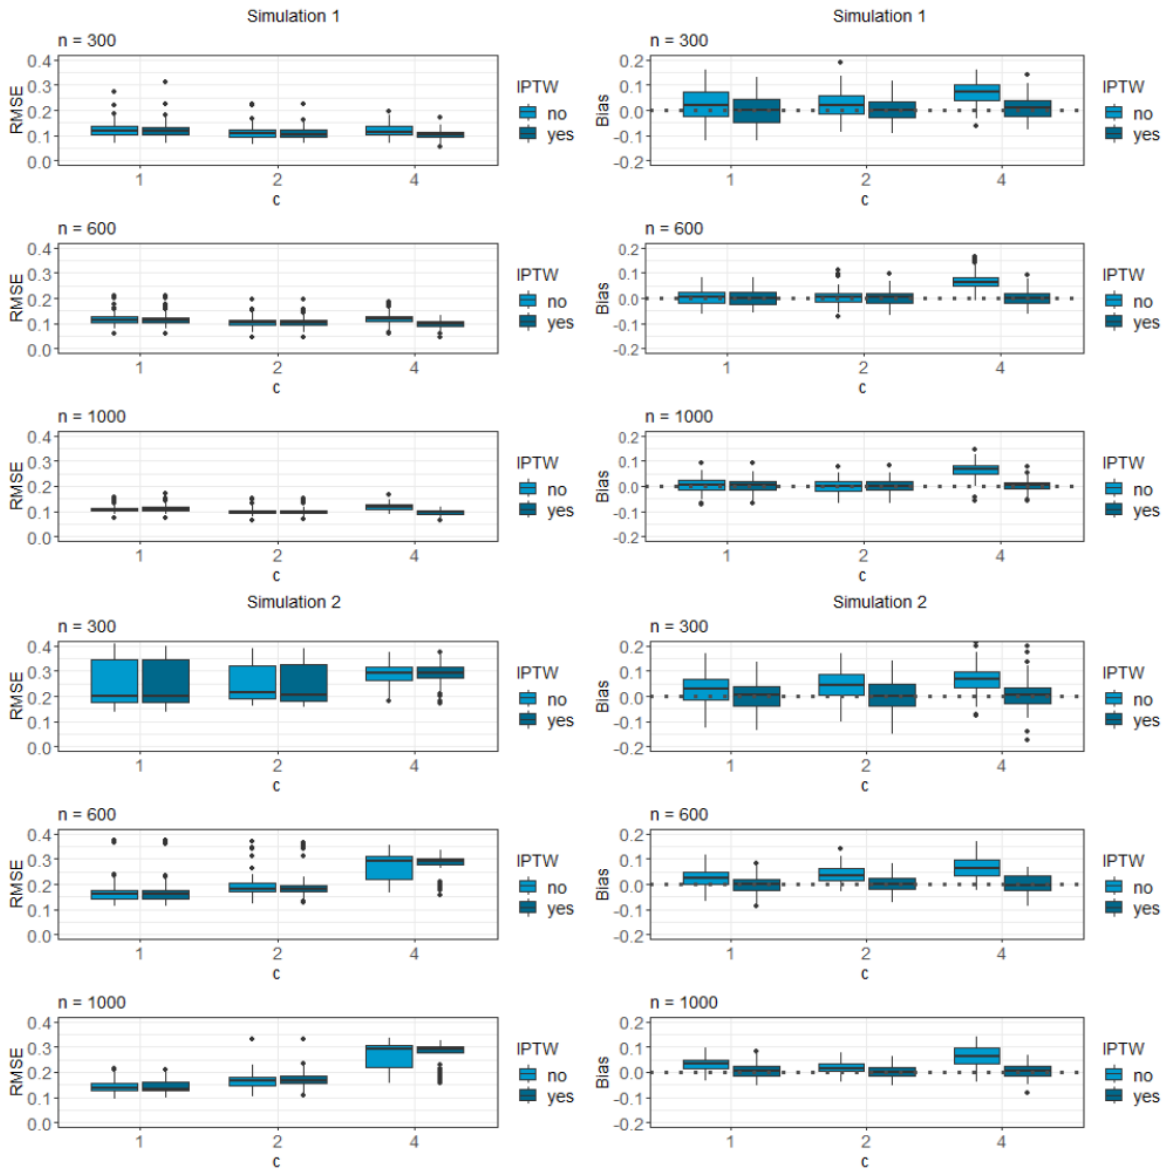 Simulation 1
n = 300
RMSE
0.4
0.3
0.2
0.1
0.0
1 2 4
c
IPTW
no
yes
Simulation 1
n = 300
Bias
0.2
0.1
0.0
-0.1
-0.2
1 2 4
c
IPTW
no
yes
n = 600
RMSE
0.4
0.3
0.2
0.1
0.0
1 2 4
c
IPTW
no
yes
n = 600
Bias
0.2
0.1
0.0
-0.1
-0.2
1 2 4
c
IPTW
no
yes
n = 1000
RMSE
0.4
0.3
0.2
0.1
0.0
1 2 4
c
IPTW
no
yes
n = 1000
Bias
0.2
0.1
0.0
-0.1
-0.2
1 2 4
c
IPTW
no
yes
Simulation 2
n = 300
RMSE
0.4
0.3
0.2
0.1
0.0
1 2 4
c
IPTW
no
yes
Simulation 2
n = 300
Bias
0.2
0.1
0.0
-0.1
-0.2
1 2 4
c
IPTW
no
yes
n = 600
RMSE
0.4
0.3
0.2
0.1
0.0
1 2 4
c
IPTW
no
yes
n = 600
Bias
0.2
0.1
0.0
-0.1
-0.2
1 2 4
c
IPTW
no
yes
n = 1000
RMSE
0.4
0.3
0.2
0.1
0.0
1 2 4
c
IPTW
no
yes
n = 1000
Bias
0.2
0.1
0.0
-0.1
-0.2
1 2 4
c
IPTW
no
yes